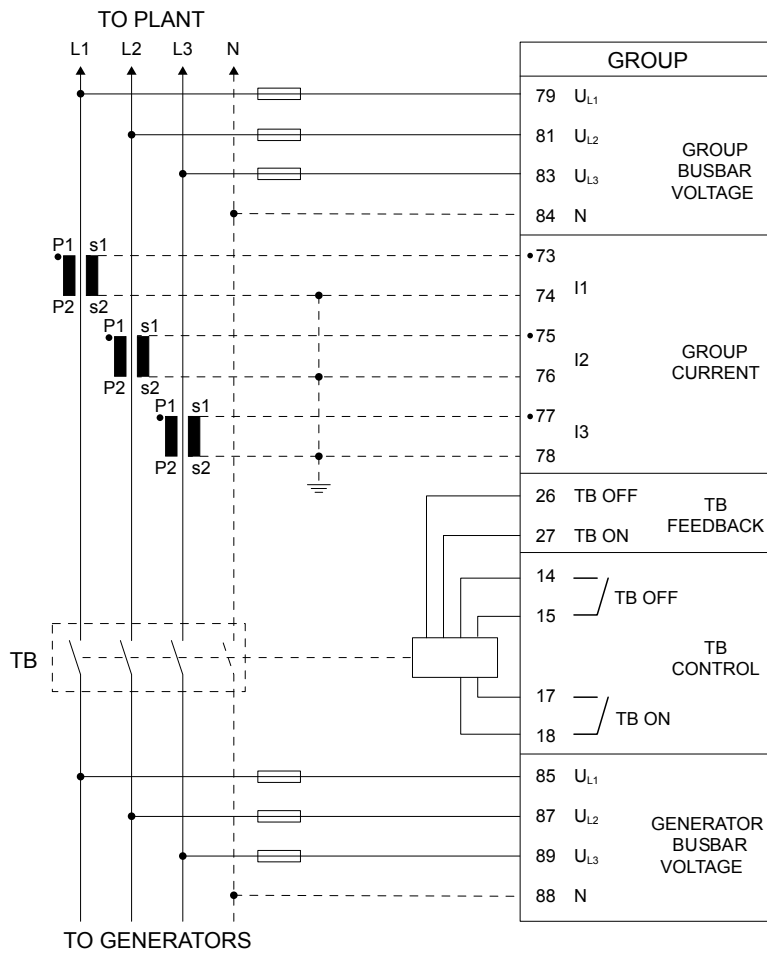 TO PLANT
L1 L2 L3 N
GROUP
79 UL1
81 UL2
83 UL3
84 N
GROUP
BUSBAR
VOLTAGE
P1 s1
P2 s2
P1 s1
P2 s2
P1 s1
P2 s2
73
74
I1
75
76
I2
77
78
I3
GROUP
CURRENT
26 TB OFF
27 TB ON
TB
FEEDBACK
14
15
TB OFF
17
18
TB ON
TB
CONTROL
TB
85 UL1
87 UL2
89 UL3
88 N
GENERATOR
BUSBAR
VOLTAGE
TO GENERATORS